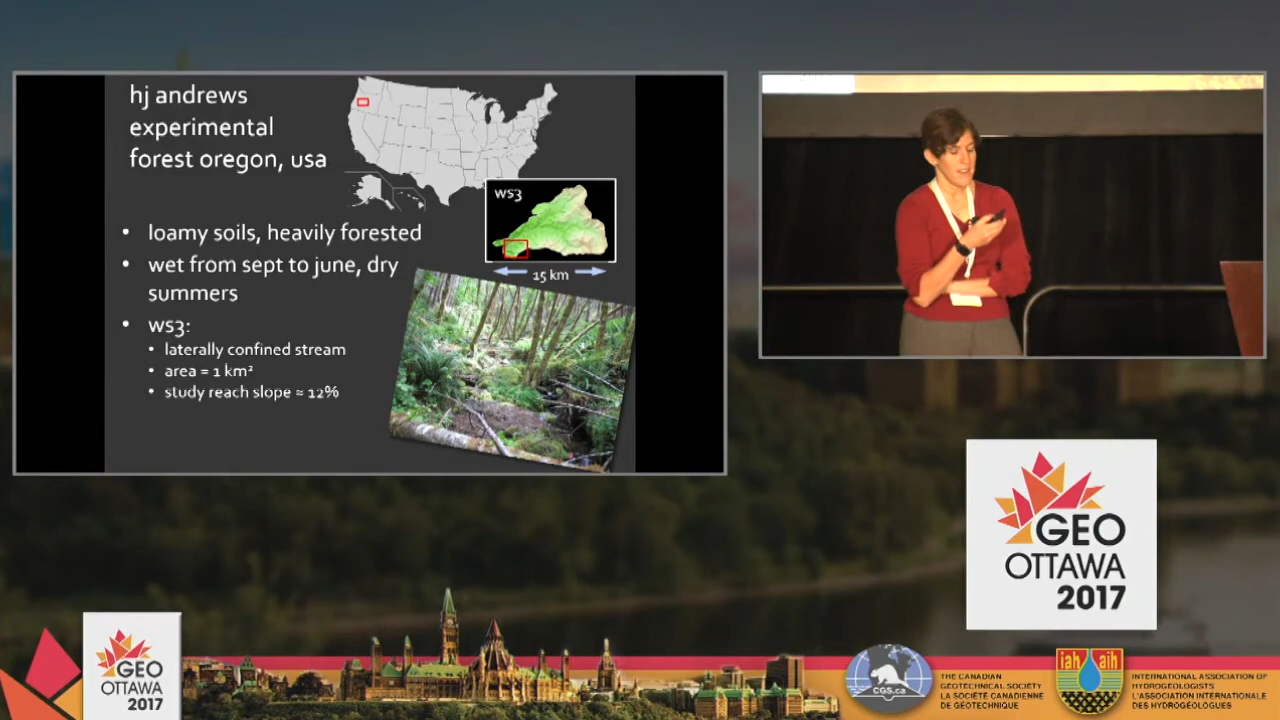 hj andrews
experimental
forest oregon, usa
ws3
15 km
• loamy soils, heavily forested
• wet from sept to june, dry
summers
• ws3:
• laterally confined stream
• area = 1 km²
• study reach slope ≈ 12%
GEO
OTTAWA
2017
GEO
OTTAWA
2017
CGS.ca
THE CANADIAN
GEOTECHNICAL SOCIETY
LA SOCIÉTÉ CANADIENNE
DE GÉOTECHNIQUE
iah aih
INTERNATIONAL ASSOCIATION OF
HYDROGEOLOGISTS
L'ASSOCIATION INTERNATIONALE
DES HYDROGÉOLOGUES